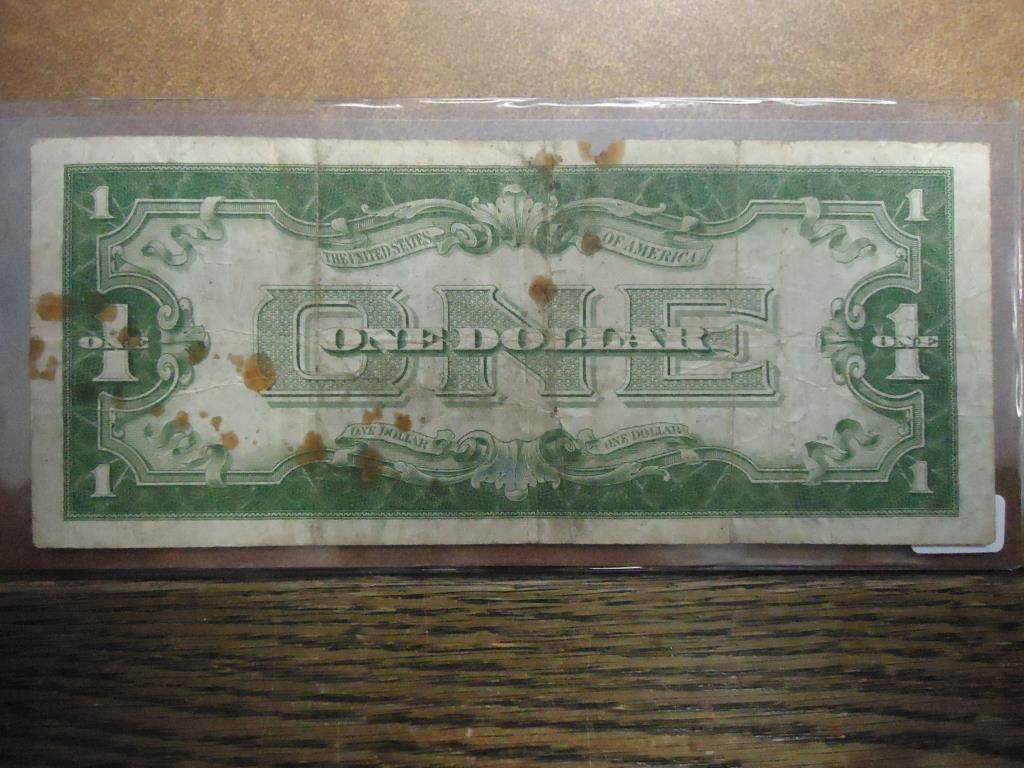 1 1
THE UNITED STATES OF AMERICA
ONE
ONE DOLLAR
1 ONE
1 ONE
ONE DOLLAR ONE DOLLAR
1 1